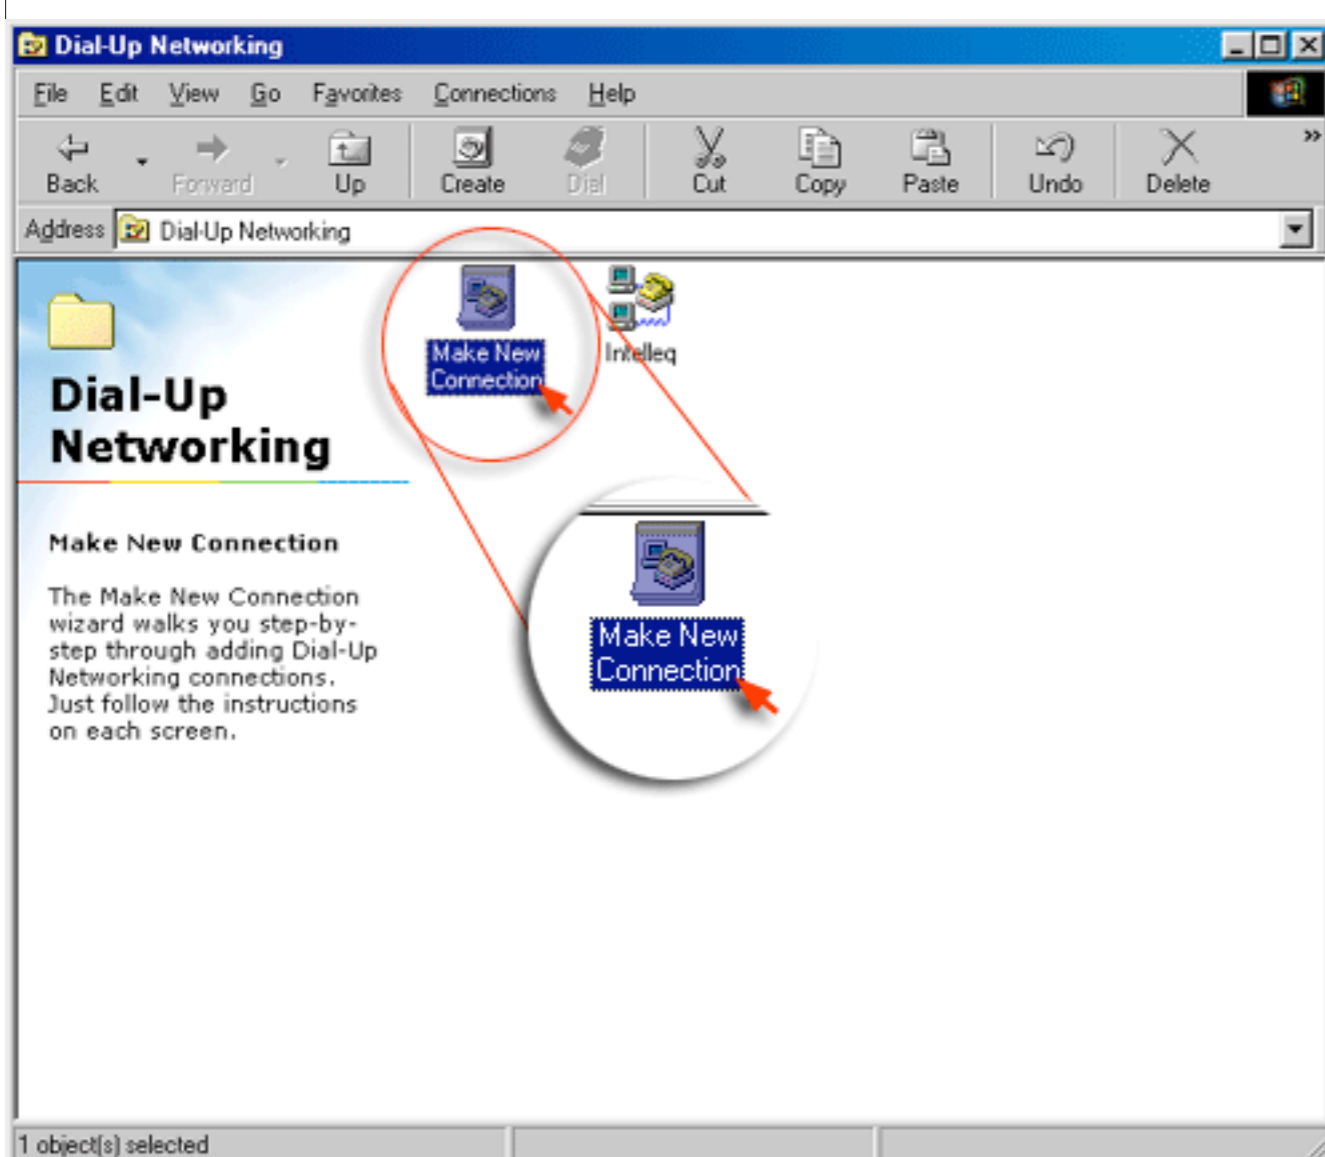 Dial-Up Networking
File Edit View Go Favorites Connections Help
Back Forward Up Create Dial Cut Copy Paste Undo Delete »
Address Dial-Up Networking
Make New
Connection
Intelleq
Dial-Up
Networking
Make New Connection
The Make New Connection
wizard walks you step-by-
step through adding Dial-Up
Networking connections.
Just follow the instructions
on each screen.
Make New
Connection
1 object(s) selected